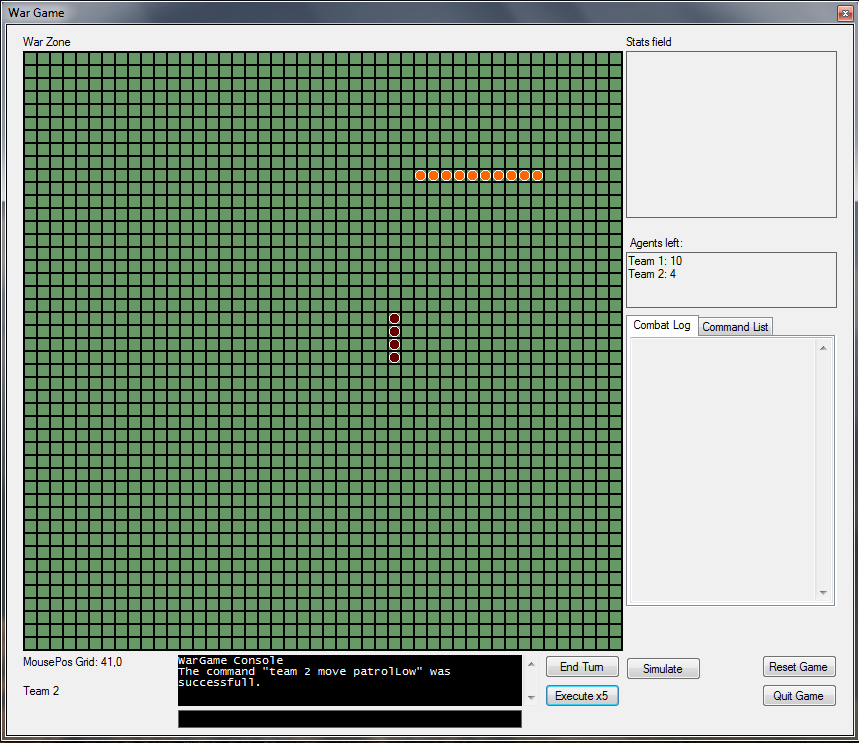 War Game
War Zone
Stats field
Agents left:
Team 1: 10
Team 2: 4
Combat Log
Command List
MousePos Grid: 41,0
Team 2
WarGame Console
The command "team 2 move patrolLow" was
successfull.
End Turn
Execute x5
Simulate
Reset Game
Quit Game